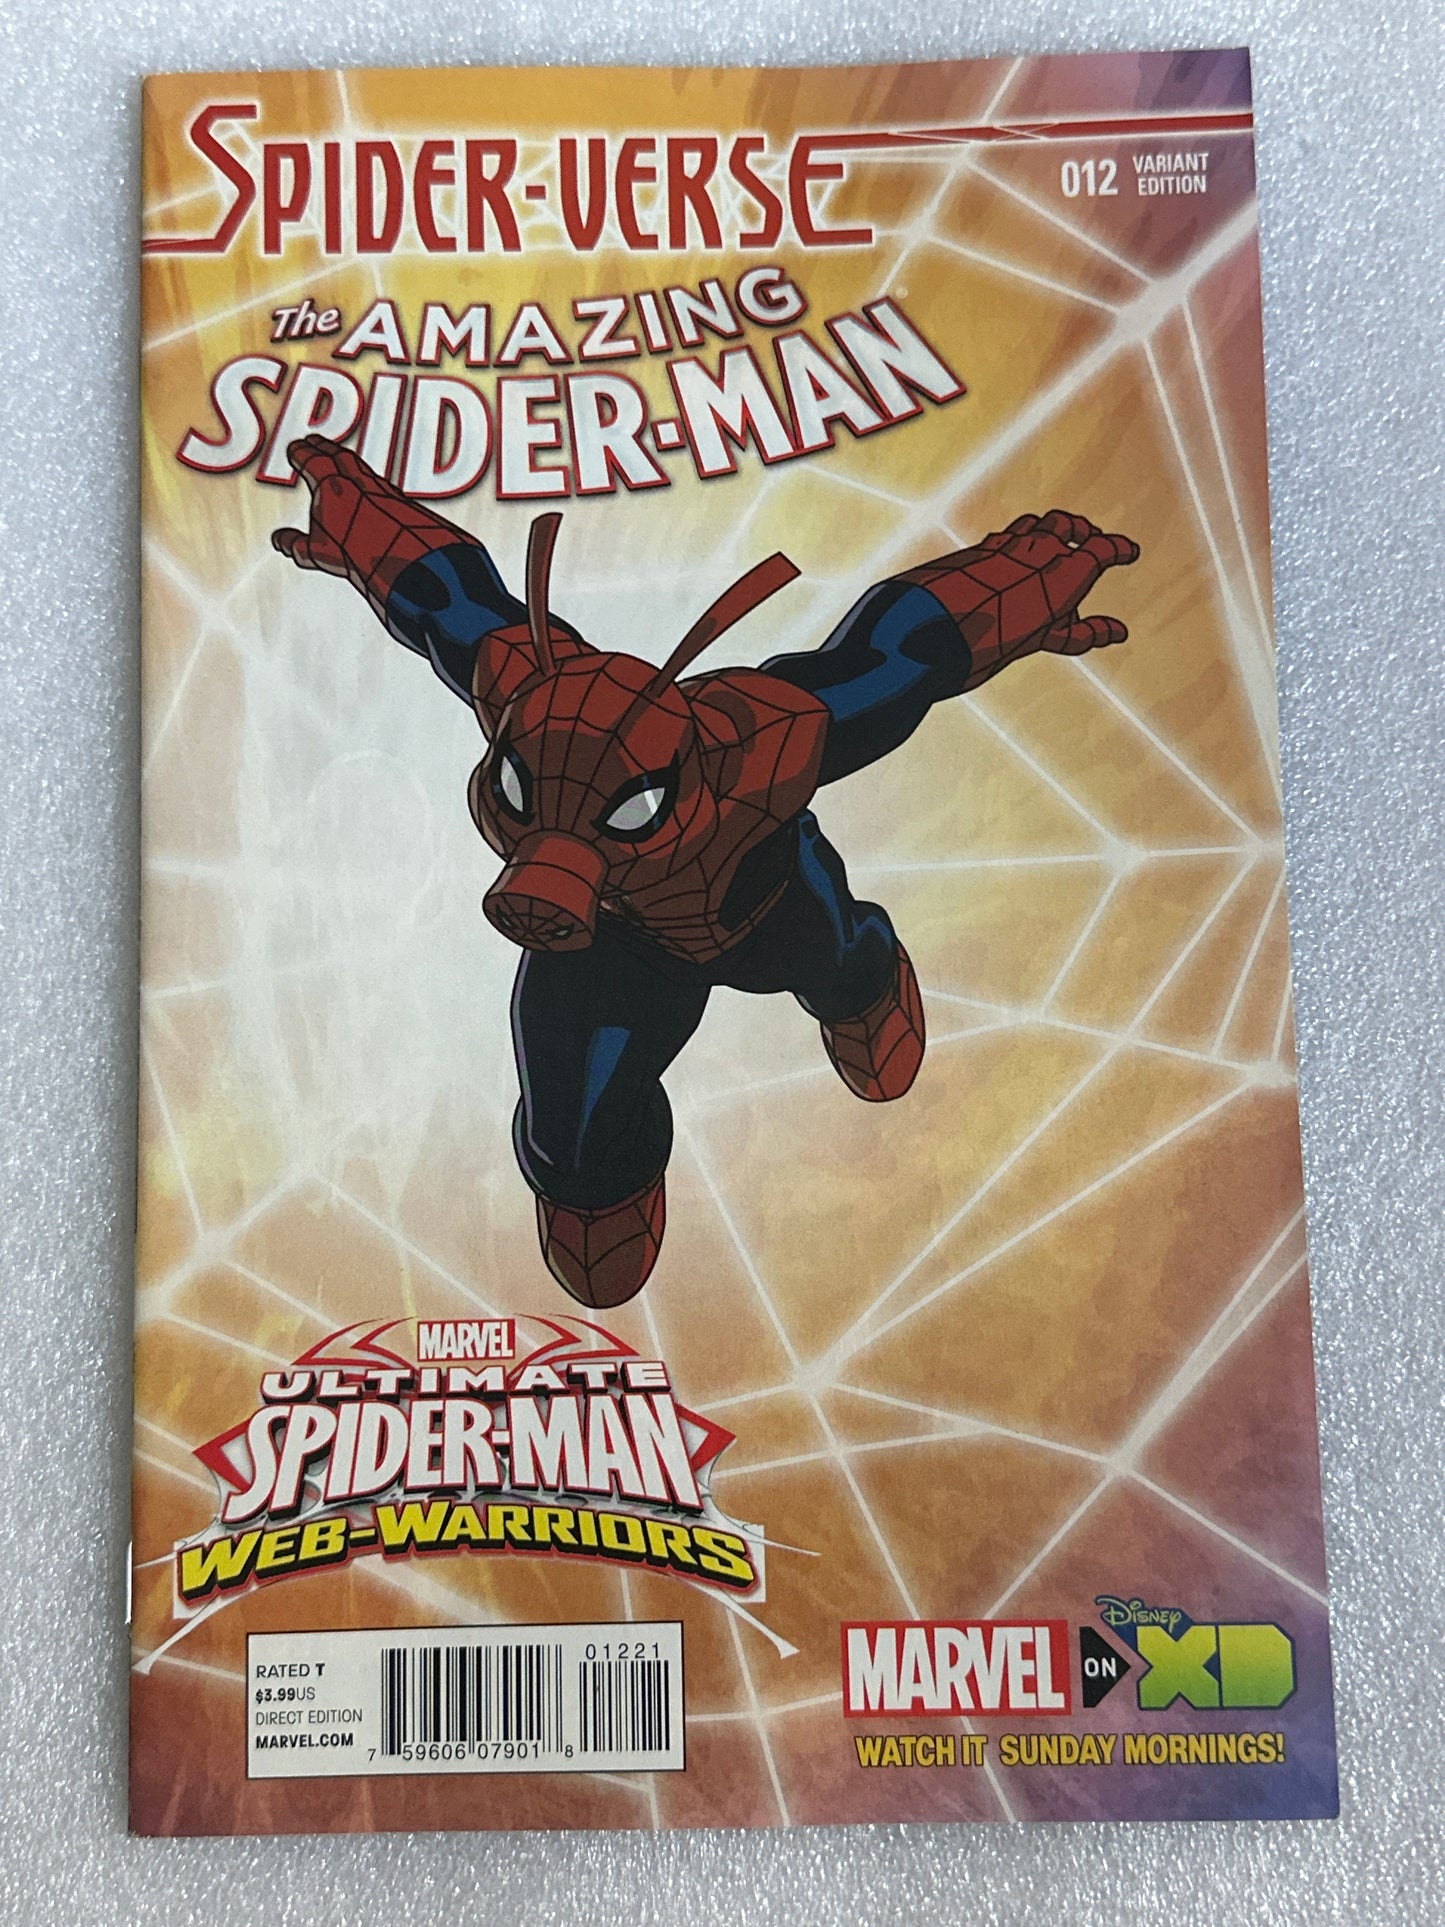 SPIDER-VERSE
012 VARIANT
EDITION
The AMAZING
SPIDER-MAN
MARVEL
ULTIMATE
SPIDER-MAN
WEB-WARRIORS
RATED T
$3.99US
DIRECT EDITION
MARVEL.COM
01221
7 59606 07901 8
MARVEL ON Disney XD
WATCH IT SUNDAY MORNINGS!